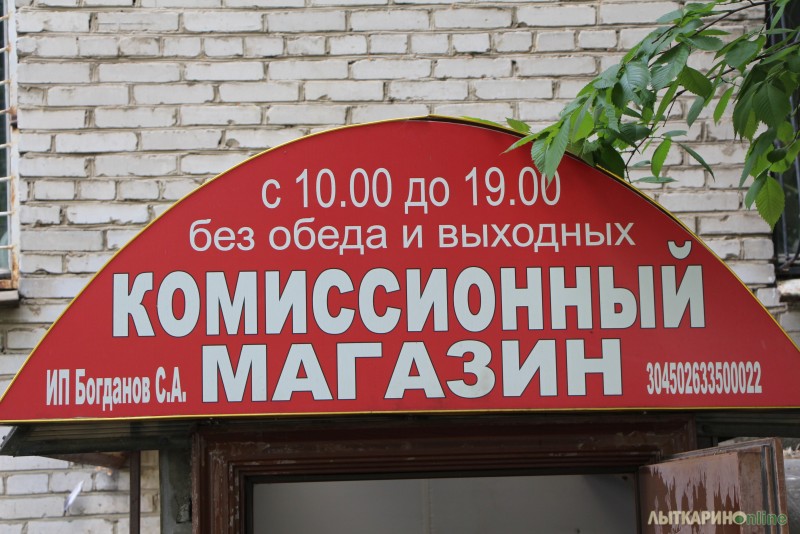 с 10.00 до 19.00
без обеда и выходных
КОМИССИОННЫЙ
МАГАЗИН
ИП Богданов С.А.
304502633500022
ЛЫТКАРИНОonline